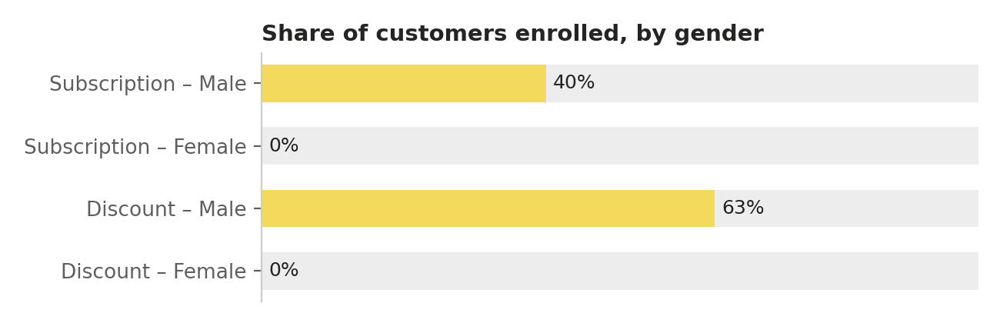 Share of customers enrolled, by gender
Subscription – Male 40%
Subscription – Female 0%
Discount – Male 63%
Discount – Female 0%